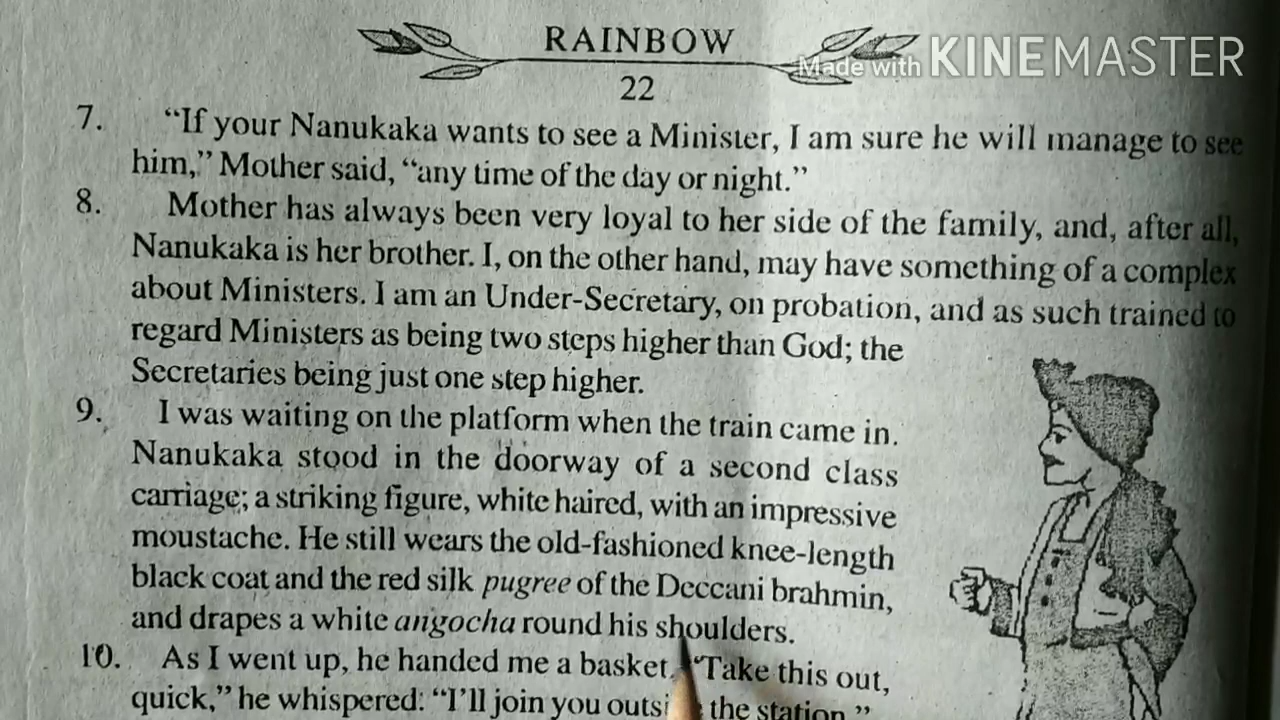 RAINBOW
Made with KINEMASTER
22
7. “If your Nanukaka wants to see a Minister, I am sure he will manage to see
him,” Mother said, “any time of the day or night.”
8. Mother has always been very loyal to her side of the family, and, after all,
Nanukaka is her brother. I, on the other hand, may have something of a complex
about Ministers. I am an Under-Secretary, on probation, and as such trained to
regard Ministers as being two steps higher than God; the
Secretaries being just one step higher.
9. I was waiting on the platform when the train came in.
Nanukaka stood in the doorway of a second class
carriage; a striking figure, white haired, with an impressive
moustache. He still wears the old-fashioned knee-length
black coat and the red silk pugree of the Deccani brahmin,
and drapes a white angocha round his shoulders.
10. As I went up, he handed me a basket. “Take this out,
quick,” he whispered: “I’ll join you the station.”